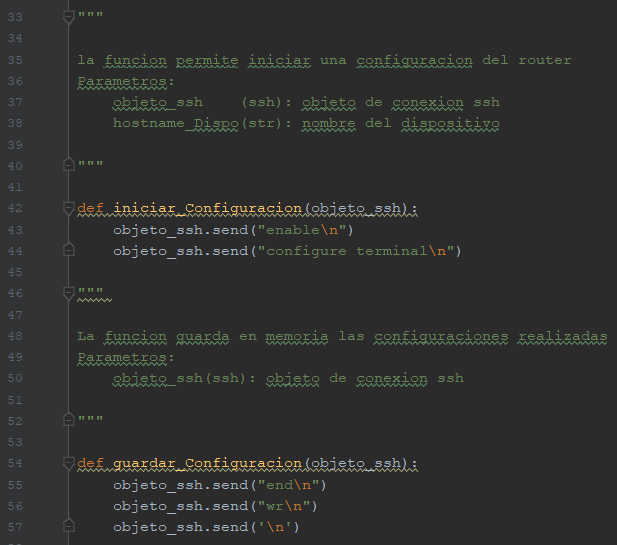 33 """
34
35 la funcion permite iniciar una configuracion del router
36 Parametros:
37 objeto_ssh    (ssh): objeto de conexion ssh
38 hostname_Dispo(str): nombre del dispositivo
39
40 """
41
42 def iniciar_Configuracion(objeto_ssh):
43 objeto_ssh.send("enable\n")
44 objeto_ssh.send("configure terminal\n")
45
46 """
47
48 La funcion guarda en memoria las configuraciones realizadas
49 Parametros:
50 objeto_ssh(ssh): objeto de conexion ssh
51
52 """
53
54 def guardar_Configuracion(objeto_ssh):
55 objeto_ssh.send("end\n")
56 objeto_ssh.send("wr\n")
57 objeto_ssh.send('\n')